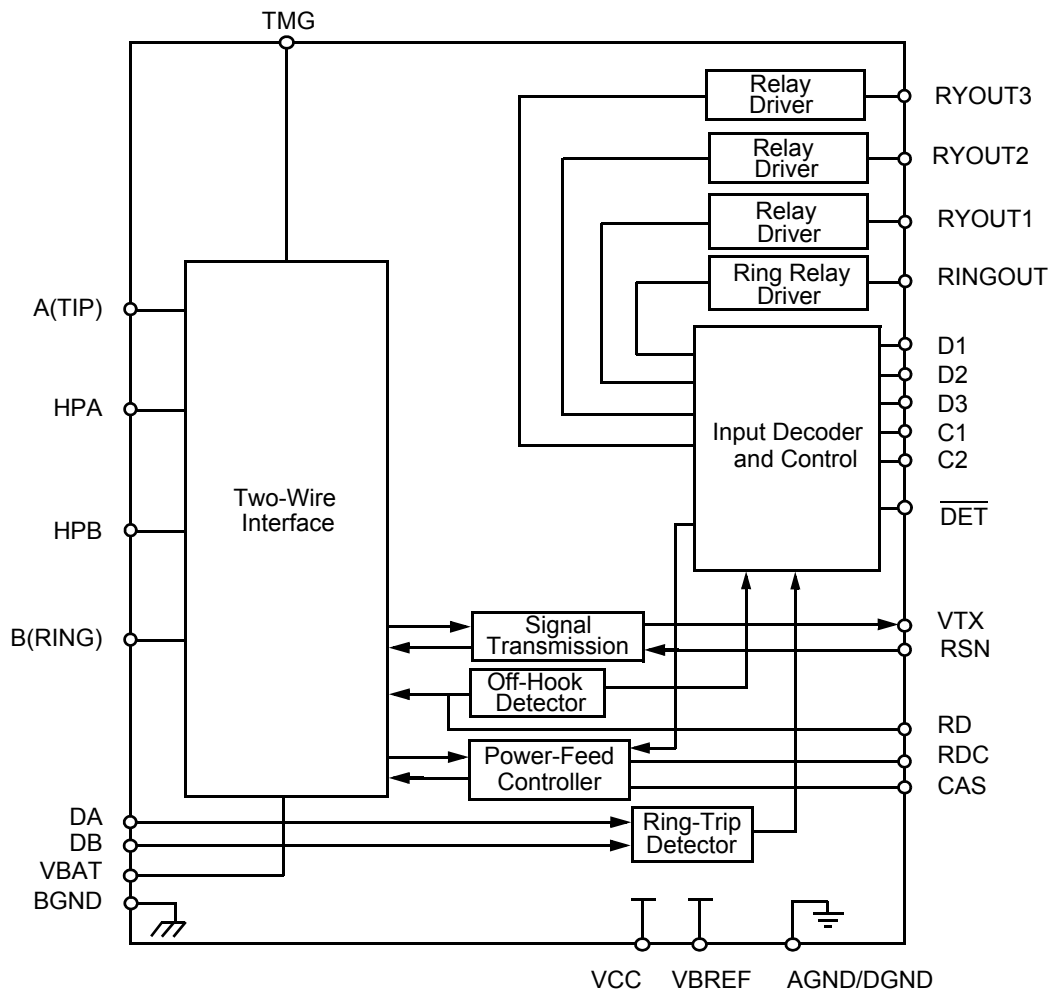 TMG
Relay
Driver
RYOUT3
Relay
Driver
RYOUT2
Relay
Driver
RYOUT1
Ring Relay
Driver
RINGOUT
A(TIP)
HPA
HPB
B(RING)
Two-Wire
Interface
Input Decoder
and Control
D1
D2
D3
C1
C2
DET
Signal
Transmission
VTX
RSN
Off-Hook
Detector
RD
Power-Feed
Controller
RDC
CAS
DA
DB
VBAT
BGND
Ring-Trip
Detector
VCC
VBREF
AGND/DGND